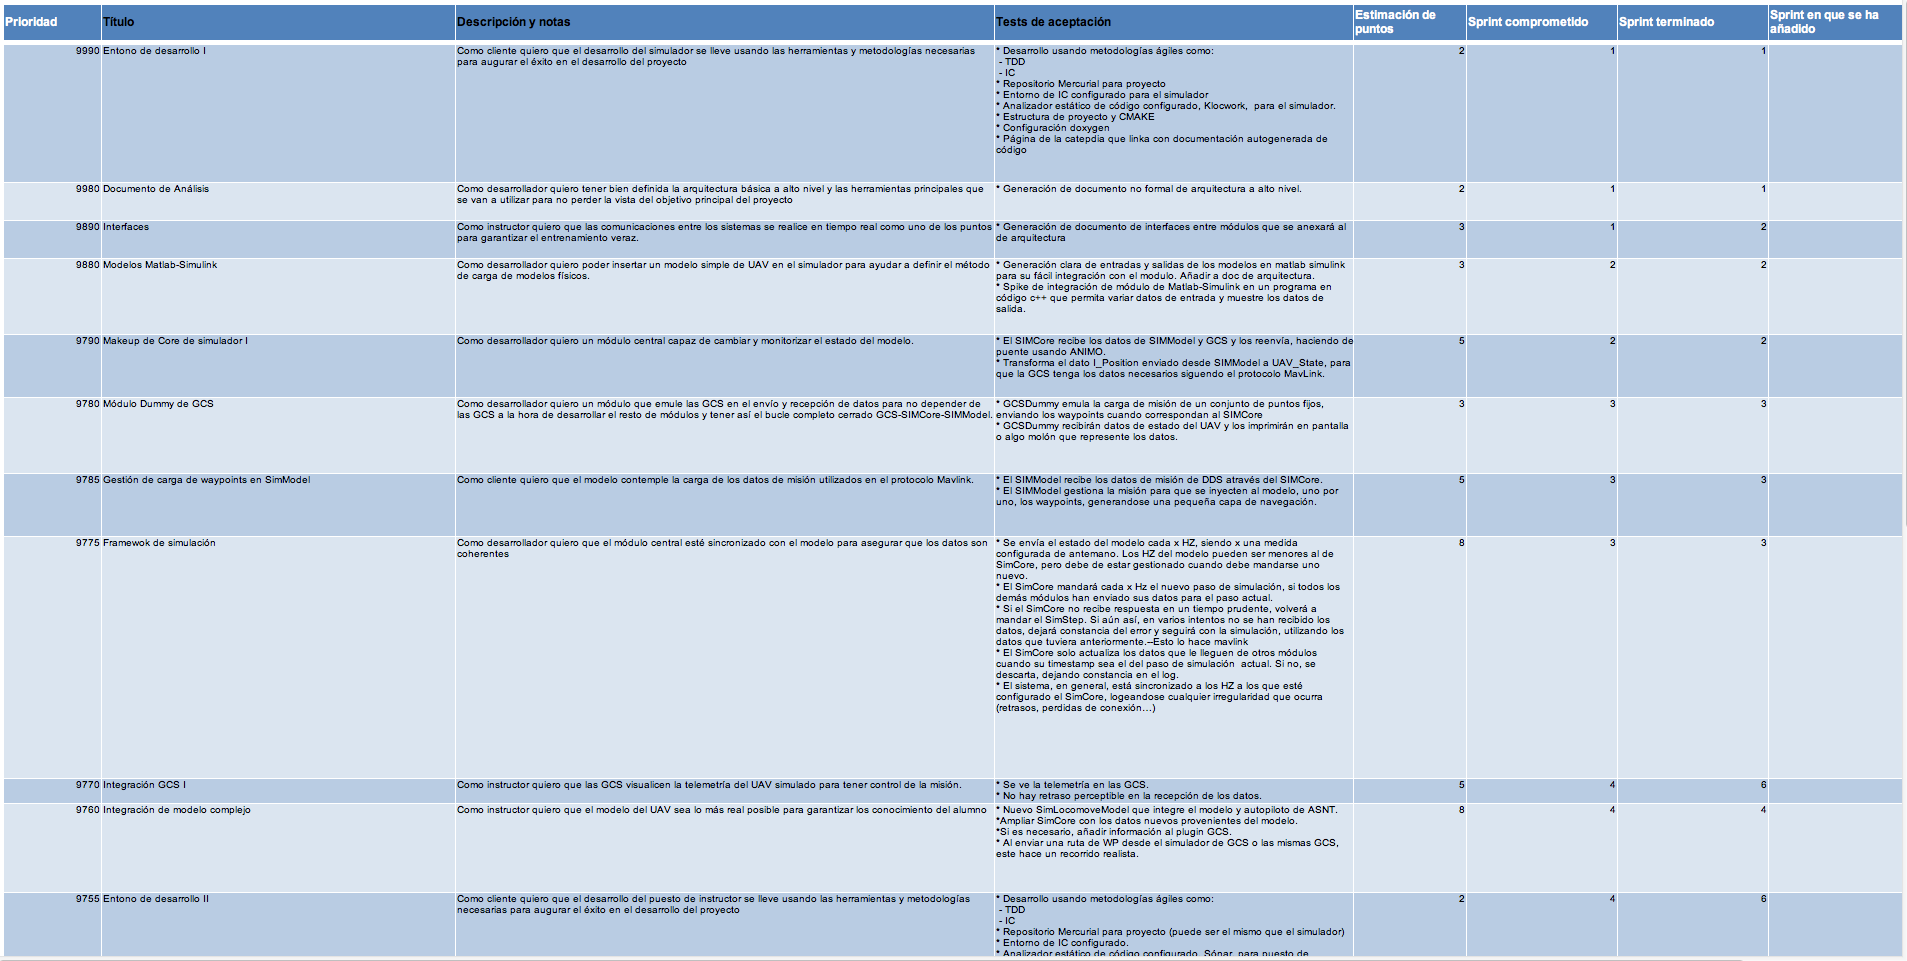 Prioridad
Título
Descripción y notas
Tests de aceptación
Estimación de
puntos
Sprint comprometido
Sprint terminado
Sprint en que se ha
añadido
9990
Entono de desarrollo I
Como cliente quiero que el desarrollo del simulador se lleve usando las herramientas y metodologías necesarias
para augurar el éxito en el desarrollo del proyecto
* Desarrollo usando metodologías ágiles como:
- TDD
- IC
* Repositorio Mercurial para proyecto
* Entorno de IC configurado para el simulador
* Analizador estático de código configurado, Klocwork, para el simulador.
* Estructura de proyecto y CMAKE
* Configuración doxygen
* Página de la catepdia que linka con documentación autogenerada de
código
2
1
1
9980
Documento de Análisis
Como desarrollador quiero tener bien definida la arquitectura básica a alto nivel y las herramientas principales que
se van a utilizar para no perder la vista del objetivo principal del proyecto
* Generación de documento no formal de arquitectura a alto nivel.
2
1
1
9890
Interfaces
Como instructor quiero que las comunicaciones entre los sistemas se realice en tiempo real como uno de los puntos
para garantizar el entrenamiento veraz.
* Generación de documento de interfaces entre módulos que se anexará al
de arquitectura
3
1
2
9880
Modelos Matlab-Simulink
Como desarrollador quiero poder insertar un modelo simple de UAV en el simulador para ayudar a definir el método
de carga de modelos físicos.
* Generación clara de entradas y salidas de los modelos en matlab simulink
para su fácil integración con el modulo. Añadir a doc de arquitectura.
* Spike de integración de módulo de Matlab-Simulink en un programa en
código c++ que permita variar datos de entrada y muestre los datos de
salida.
3
2
2
9790
Makeup de Core de simulador I
Como desarrollador quiero un módulo central capaz de cambiar y monitorizar el estado del modelo.
* El SIMCore recibe los datos de SIMModel y GCS y los reenvía, haciendo de
puente usando ANIMO.
* Transforma el dato I_Position enviado desde SIMModel a UAV_State, para
que la GCS tenga los datos necesarios siguendo el protocolo MavLink.
5
2
2
9780
Módulo Dummy de GCS
Como desarrollador quiero un módulo que emule las GCS en el envío y recepción de datos para no depender de
las GCS a la hora de desarrollar el resto de módulos y tener así el bucle completo cerrado GCS-SIMCore-SIMModel.
* GCSDummy emula la carga de misión de un conjunto de puntos fijos,
enviando los waypoints cuando correspondan al SIMCore
* GCSDummy recibirán datos de estado del UAV y los imprimirán en pantalla
o algo molón que represente los datos.
3
3
3
9785
Gestión de carga de waypoints en SimModel
Como cliente quiero que el modelo contemple la carga de los datos de misión utilizados en el protocolo Mavlink.
* El SIMModel recibe los datos de misión de DDS através del SIMCore.
* El SIMModel gestiona la misión para que se inyecten al modelo, uno por
uno, los waypoints, generandose una pequeña capa de navegación.
5
3
3
9775
Framewok de simulación
Como desarrollador quiero que el módulo central esté sincronizado con el modelo para asegurar que los datos son
coherentes
* Se envía el estado del modelo cada x HZ, siendo x una medida
configurada de antemano. Los HZ del modelo pueden ser menores al de
SimCore, pero debe de estar gestionado cuando debe mandarse uno
nuevo.
* El SimCore mandará cada x Hz el nuevo paso de simulación, si todos los
demás módulos han enviado sus datos para el paso actual.
* Si el SimCore no recibe respuesta en un tiempo prudente, volverá a
mandar el SimStep. Si aún así, en varios intentos no se han recibido los
datos, dejará constancia del error y seguirá con la simulación, utilizando los
datos que tuviera anteriormente.--Esto lo hace mavlink
* El SimCore solo actualiza los datos que le lleguen de otros módulos
cuando su timestamp sea el del paso de simulación actual. Si no, se
descarta, dejando constancia en el log.
* El sistema, en general, está sincronizado a los HZ a los que esté
configurado el SimCore, logeandose cualquier irregularidad que ocurra
(retrasos, perdidas de conexión...)
8
3
3
9770
Integración GCS I
Como instructor quiero que las GCS visualicen la telemetría del UAV simulado para tener control de la misión.
* Se ve la telemetría en las GCS.
* No hay retraso perceptible en la recepción de los datos.
5
4
6
9760
Integración de modelo complejo
Como instructor quiero que el modelo del UAV sea lo más real posible para garantizar los conocimiento del alumno
* Nuevo SimLocomoveModel que integre el modelo y autopiloto de ASNT.
*Ampliar SimCore con los datos nuevos provenientes del modelo.
*Si es necesario, añadir información al plugin GCS.
* Al enviar una ruta de WP desde el simulador de GCS o las mismas GCS,
este hace un recorrido realista.
8
4
4
9755
Entono de desarrollo II
Como cliente quiero que el desarrollo del puesto de instructor se lleve usando las herramientas y metodologías
necesarias para augurar el éxito en el desarrollo del proyecto
* Desarrollo usando metodologías ágiles como:
- TDD
- IC
* Repositorio Mercurial para proyecto (puede ser el mismo que el simulador)
* Entorno de IC configurado.
* Analizador estático de código configurado, Sónar, para puesto de
2
4
6